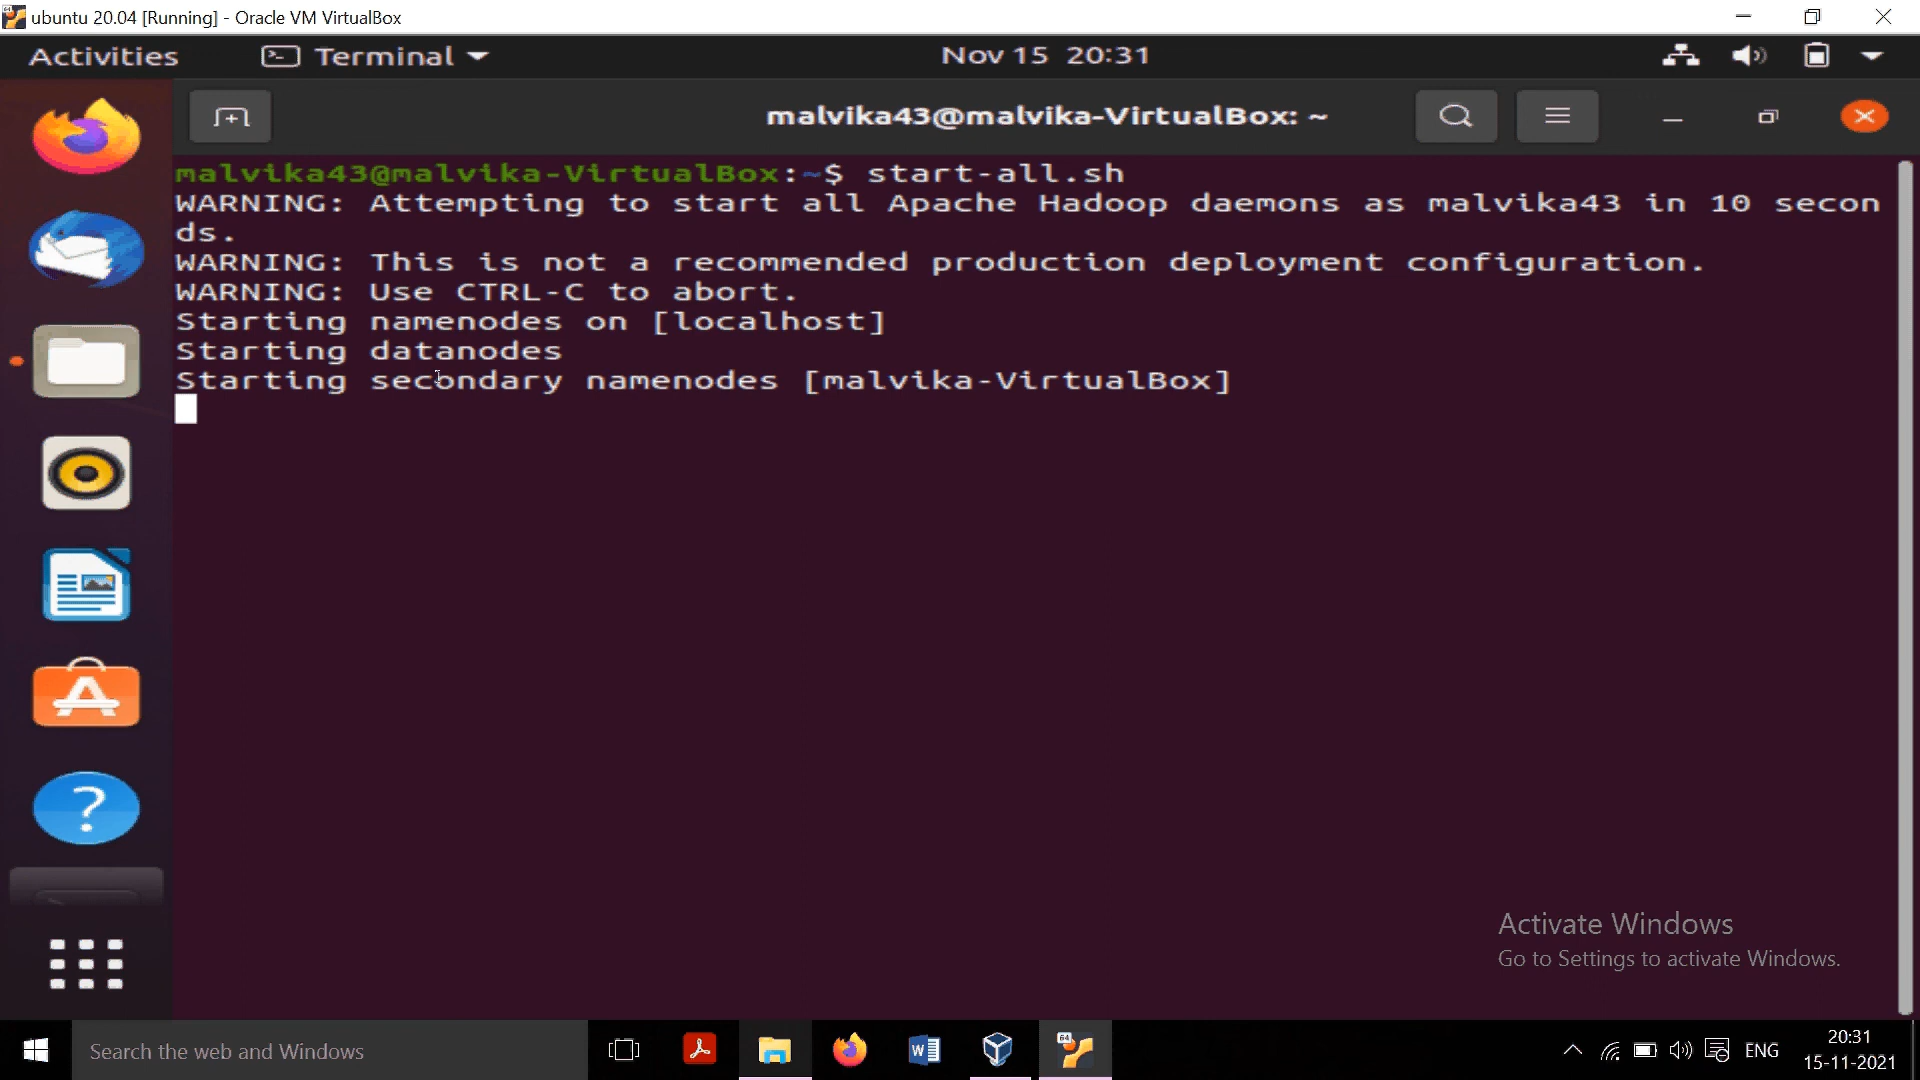 ubuntu 20.04 [Running] - Oracle VM VirtualBox
Activities
Terminal
Nov 15 20:31
malvika43@malvika-VirtualBox: ~
malvika43@malvika-VirtualBox:~$ start-all.sh
WARNING: Attempting to start all Apache Hadoop daemons as malvika43 in 10 secon
ds.
WARNING: This is not a recommended production deployment configuration.
WARNING: Use CTRL-C to abort.
Starting namenodes on [localhost]
Starting datanodes
Starting secondary namenodes [malvika-VirtualBox]
Activate Windows
Go to Settings to activate Windows.
Search the web and Windows
ENG
20:31
15-11-2021